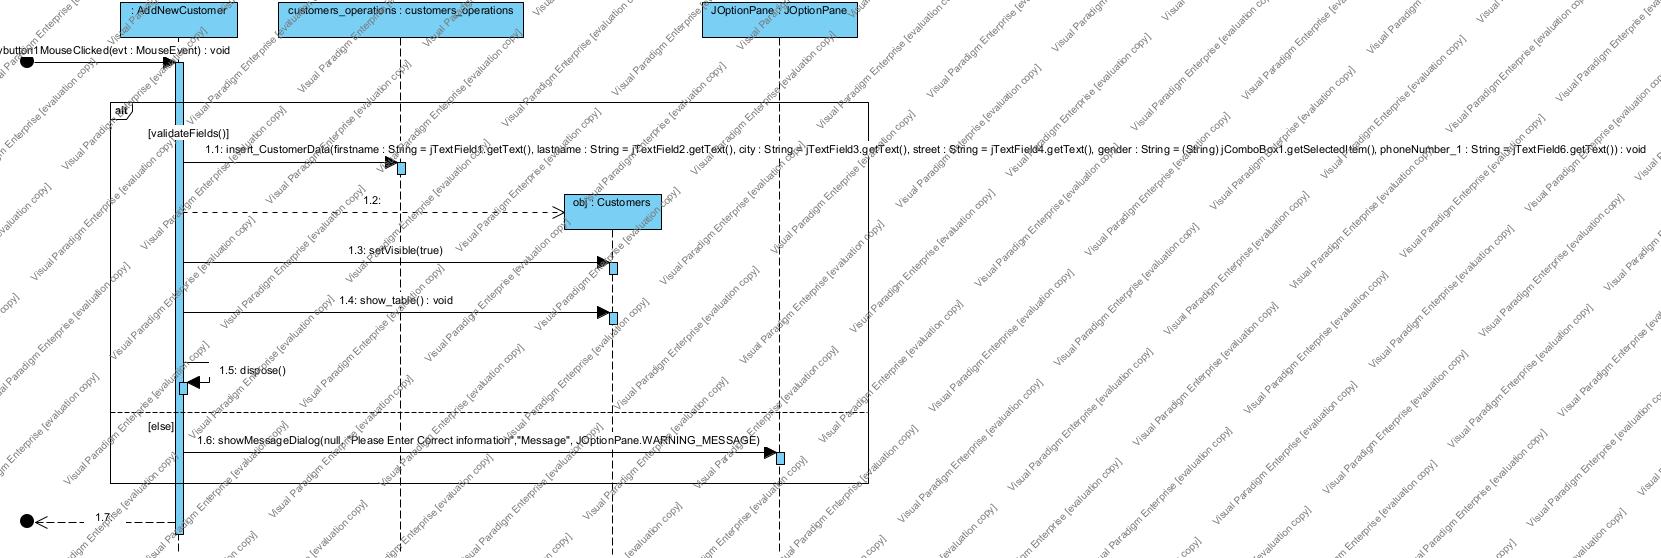 : AddNewCustomer
customers_operations : customers_operations
JOptionPane : JOptionPane
ybutton1MouseClicked(evt : MouseEvent) : void
alt
[validateFields()]
1.1: insert_CustomerData(firstname : String = jTextField1.getText(), lastname : String = jTextField2.getText(), city : String = jTextField3.getText(), street : String = jTextField4.getText(), gender : String = (String) jComboBox1.getSelectedItem(), phoneNumber_1 : String = jTextField6.getText()) : void
1.2:
obj : Customers
1.3: setVisible(true)
1.4: show_table() : void
1.5: dispose()
[else]
1.6: showMessageDialog(null, "Please Enter Correct information","Message", JOptionPane.WARNING_MESSAGE)
1.7
Visual Paradigm Enterprise [evaluation copy]